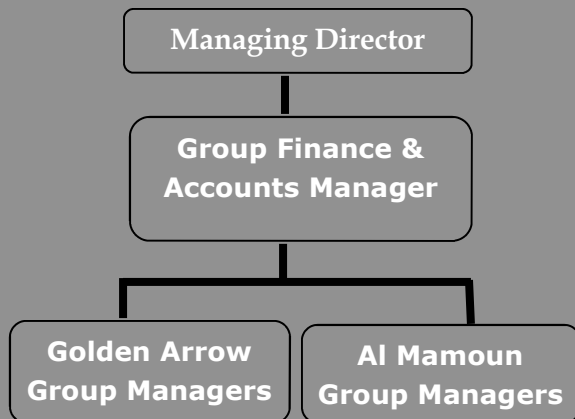 Managing Director
Group Finance &
Accounts Manager
Golden Arrow
Group Managers
Al Mamoun
Group Managers